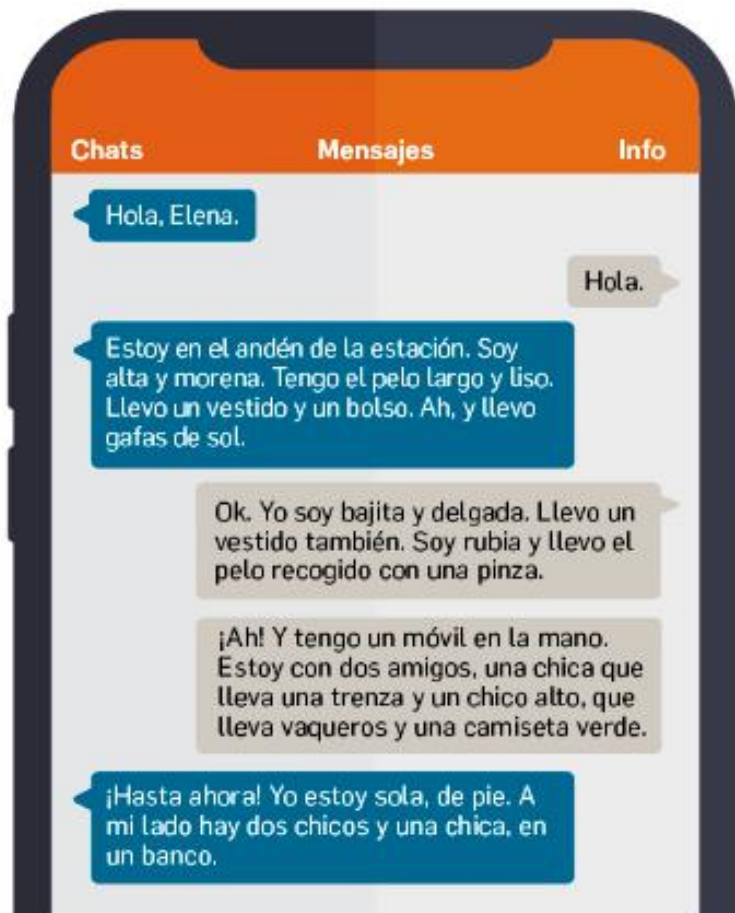 Chats Mensajes Info
Hola, Elena.
Hola.
Estoy en el andén de la estación. Soy
alta y morena. Tengo el pelo largo y liso.
Llevo un vestido y un bolso. Ah, y llevo
gafas de sol.
Ok. Yo soy bajita y delgada. Llevo un
vestido también. Soy rubia y llevo el
pelo recogido con una pinza.
¡Ah! Y tengo un móvil en la mano.
Estoy con dos amigos, una chica que
lleva una trenza y un chico alto, que
lleva vaqueros y una camiseta verde.
¡Hasta ahora! Yo estoy sola, de pie. A
mi lado hay dos chicos y una chica, en
un banco.